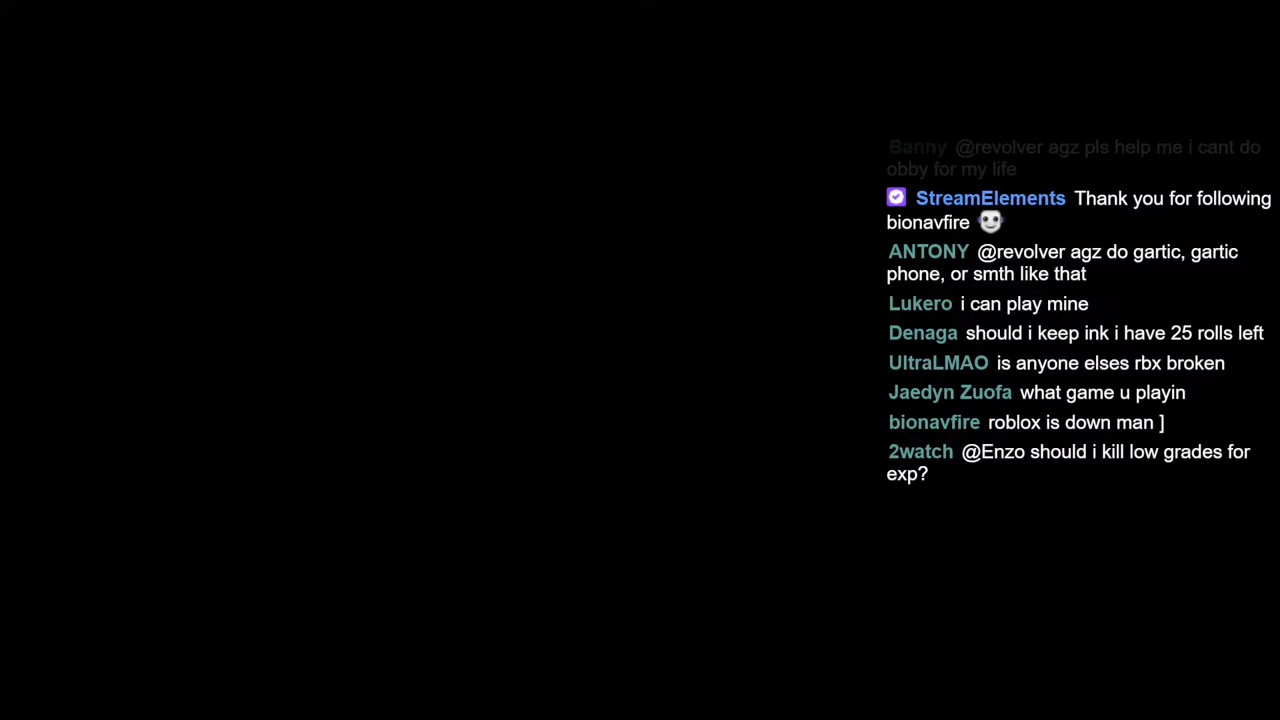 Banny @revolver agz pls help me i cant do
obby for my life
StreamElements Thank you for following
bionavfire
ANTONY @revolver agz do gartic, gartic
phone, or smth like that
Lukero i can play mine
Denaga should i keep ink i have 25 rolls left
UltraLMAO is anyone elses rbx broken
Jaedyn Zuofa what game u playin
bionavfire roblox is down man ]
2watch @Enzo should i kill low grades for
exp?